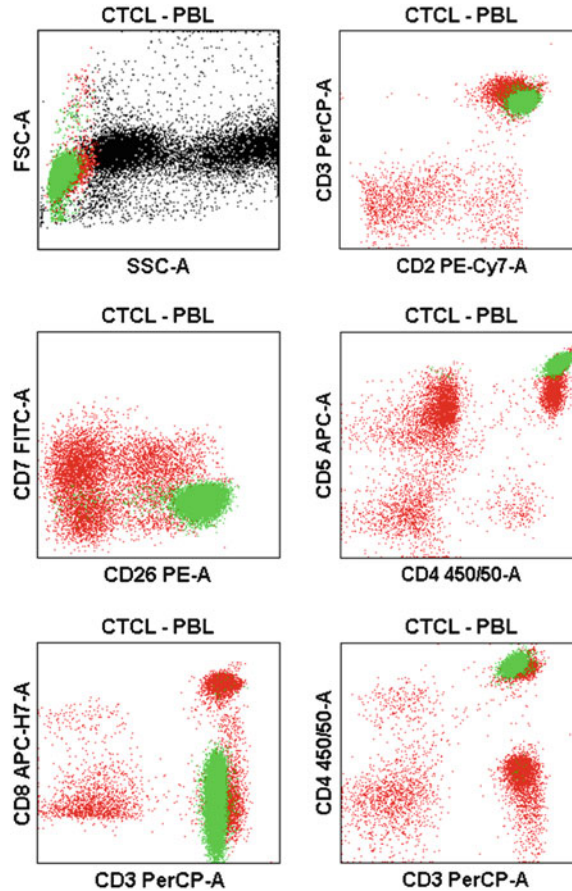 CTCL - PBL
FSC-A
SSC-A
CTCL - PBL
CD3 PerCP-A
CD2 PE-Cy7-A
CTCL - PBL
CD7 FITC-A
CD26 PE-A
CTCL - PBL
CD5 APC-A
CD4 450/50-A
CTCL - PBL
CD8 APC-H7-A
CD3 PerCP-A
CTCL - PBL
CD4 450/50-A
CD3 PerCP-A